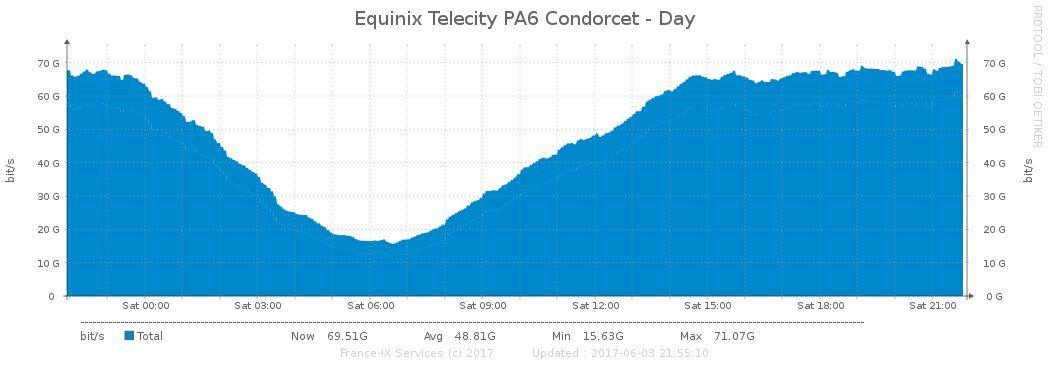 Equinix Telecity PA6 Condorcet - Day
RRDTOOL / TOBI OETIKER
bit/s
70 G
60 G
50 G
40 G
30 G
20 G
10 G
0
70 G
60 G
50 G
40 G
30 G
20 G
10 G
0 G
bit/s
Sat 00:00 Sat 03:00 Sat 06:00 Sat 09:00 Sat 12:00 Sat 15:00 Sat 18:00 Sat 21:00
bit/s Total Now 69.51G Avg 48.81G Min 15.63G Max 71.07G
France-IX Services (c) 2017 Updated : 2017-06-03 21:55:10